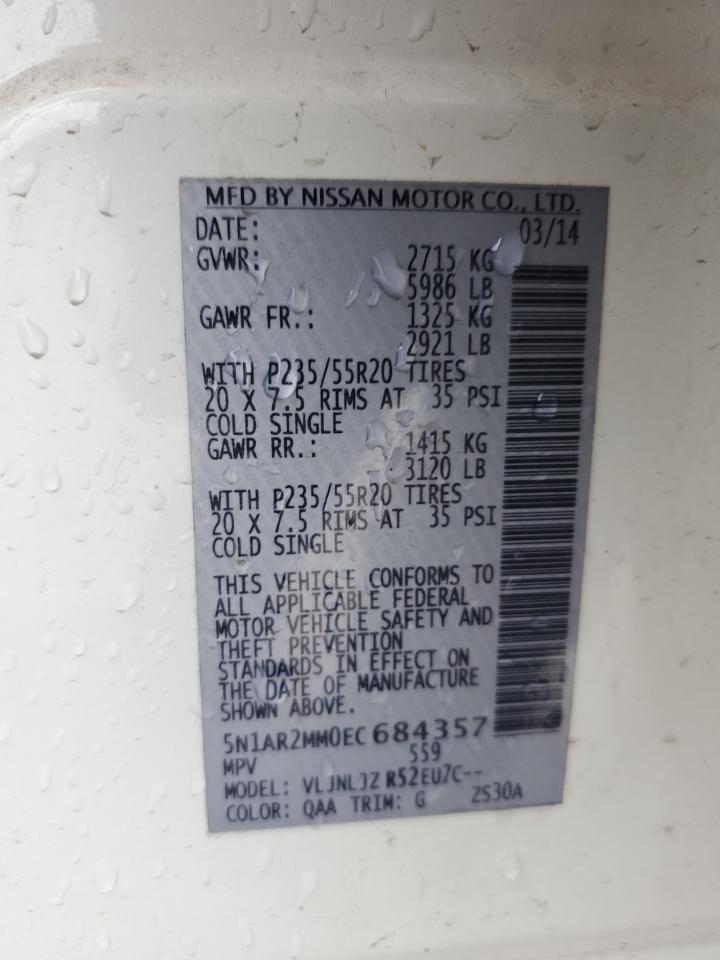 MFD BY NISSAN MOTOR CO., LTD.
DATE: 03/14
GVWR: 2715 KG
5986 LB
GAWR FR.: 1325 KG
2921 LB
WITH P235/55R20 TIRES
20 X 7.5 RIMS AT 35 PSI
COLD SINGLE
GAWR RR.: 1415 KG
3120 LB
WITH P235/55R20 TIRES
20 X 7.5 RIMS AT 35 PSI
COLD SINGLE
THIS VEHICLE CONFORMS TO
ALL APPLICABLE FEDERAL
MOTOR VEHICLE SAFETY AND
THEFT PREVENTION
STANDARDS IN EFFECT ON
THE DATE OF MANUFACTURE
SHOWN ABOVE.
5N1AR2MM0EC 684357
MPV 559
MODEL: VLJNLJZ R52EU7C--
COLOR: QAA TRIM: G ZS30A